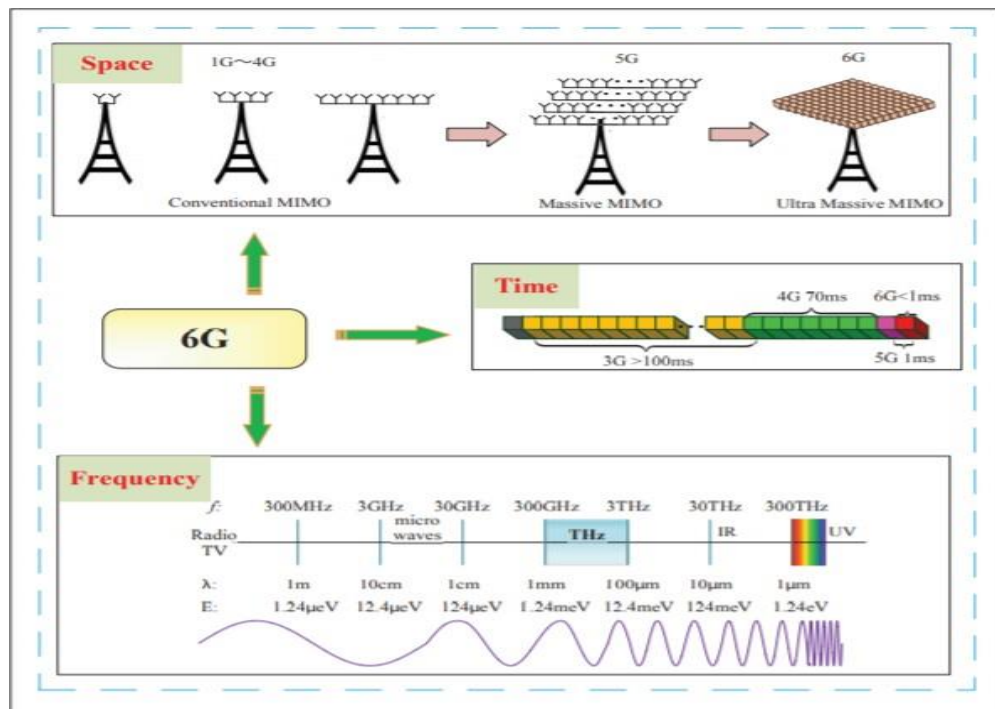 Space
1G～4G
5G
6G
Conventional MIMO
Massive MIMO
Ultra Massive MIMO
6G
Time
4G 70ms
6G<1ms
3G >100ms
5G 1ms
Frequency
f: 300MHz 3GHz 30GHz 300GHz 3THz 30THz 300THz
Radio
TV
micro
waves
THz
IR
UV
λ: 1m 10cm 1cm 1mm 100μm 10μm 1μm
E: 1.24μeV 12.4μeV 124μeV 1.24meV 12.4meV 124meV 1.24eV